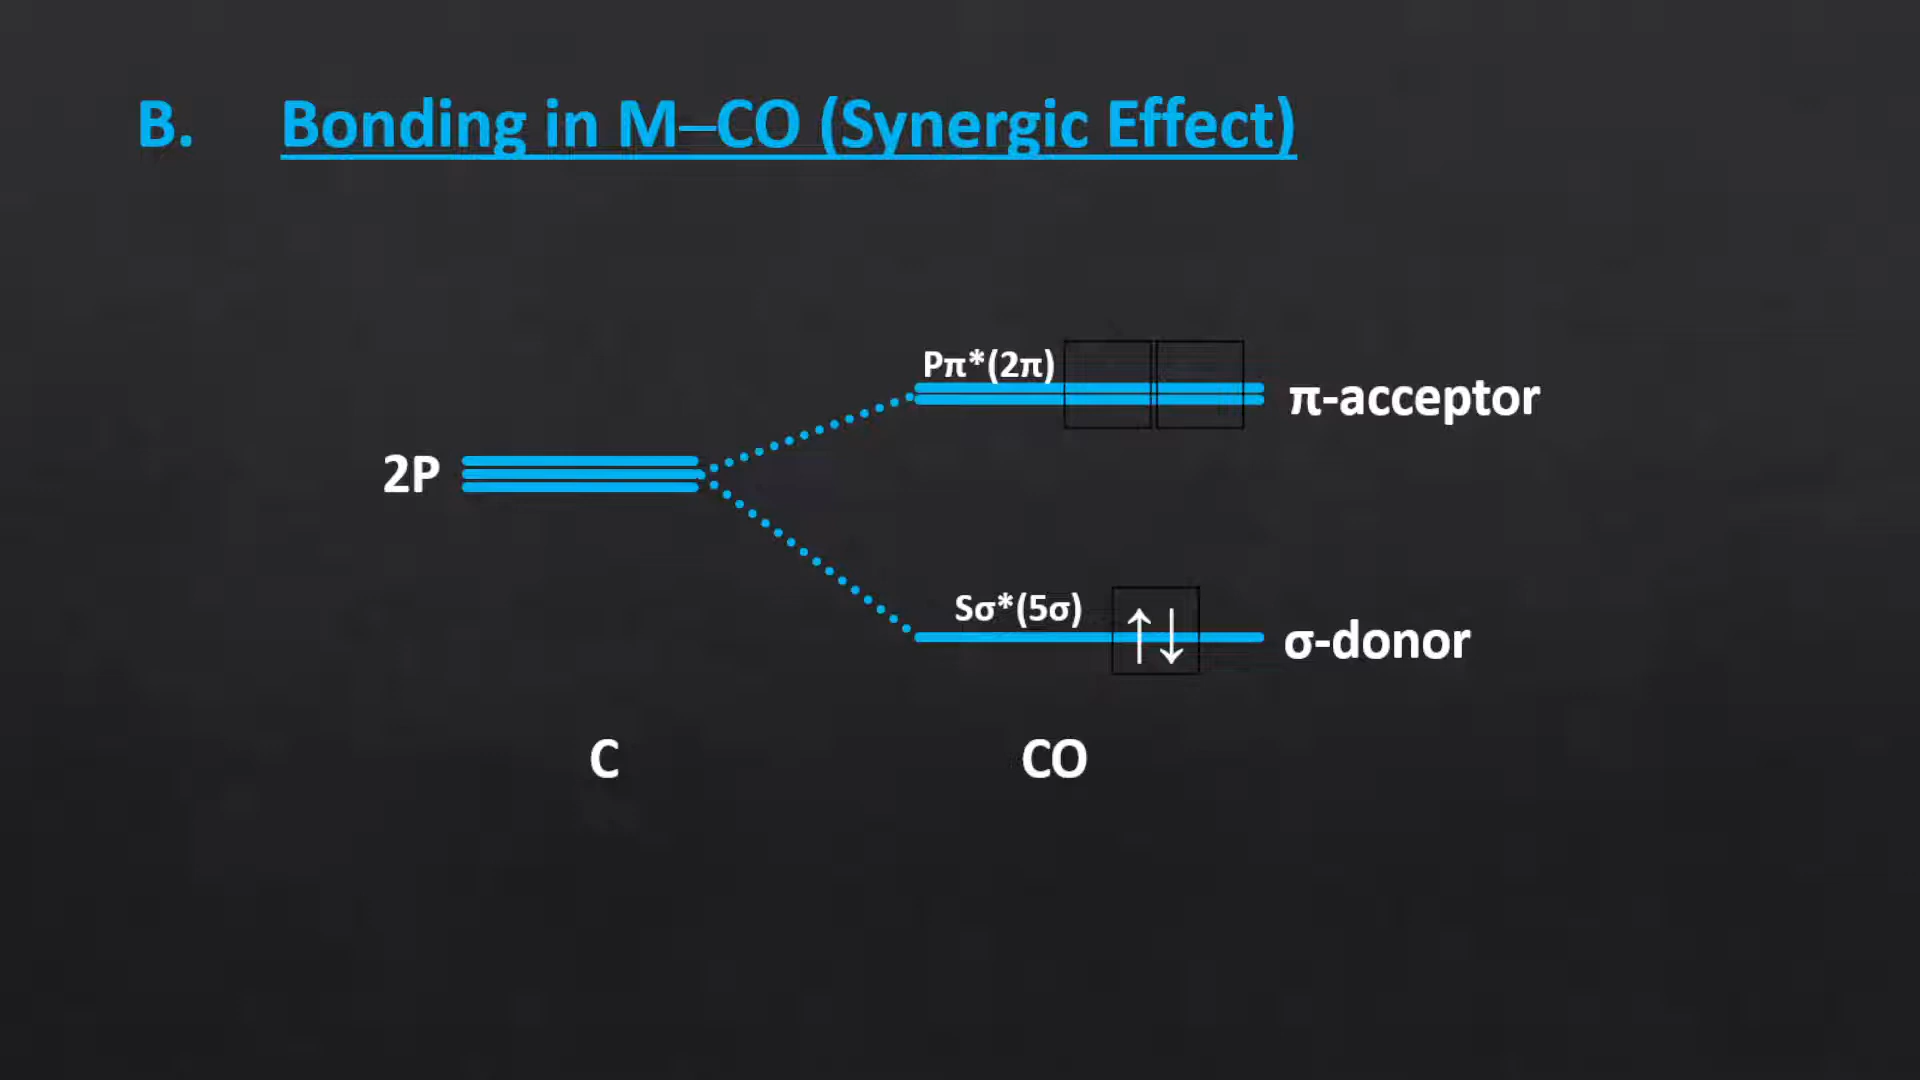 B. Bonding in M–CO (Synergic Effect)
Pπ*(2π)
π-acceptor
2P
Sσ*(5σ)
↑↓
σ-donor
C
CO